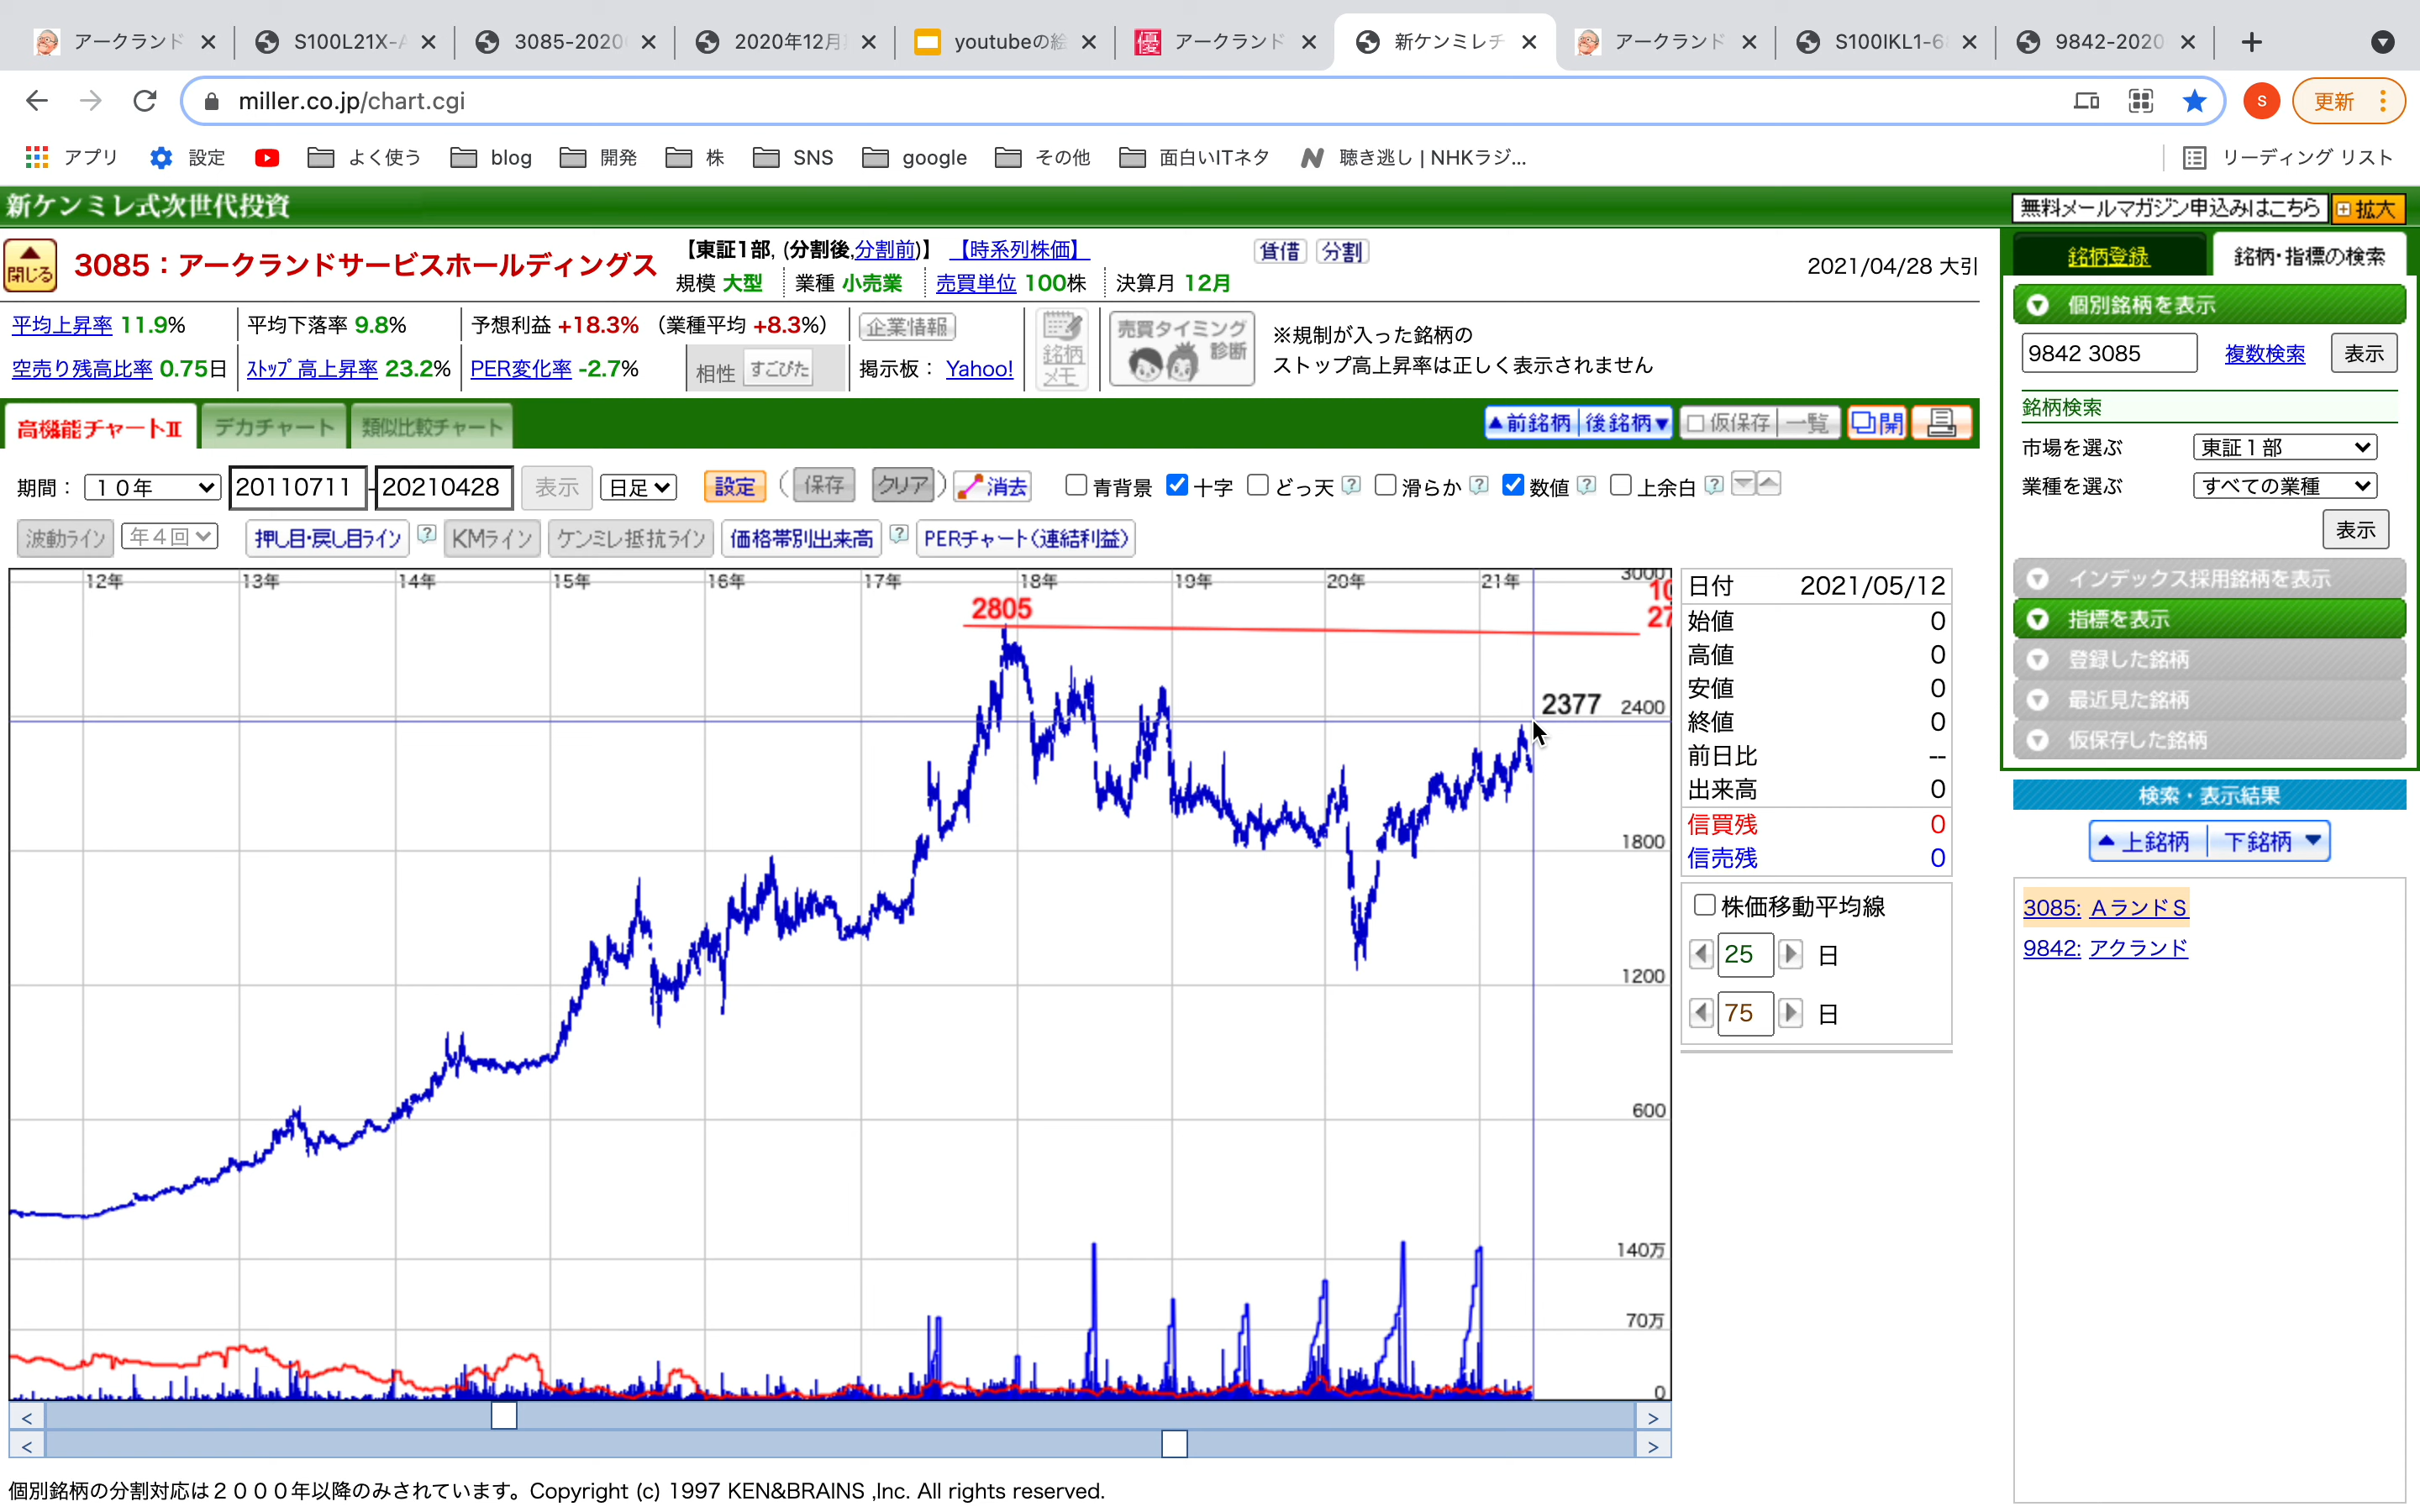 アークランド
S100L21X-A
3085-2020
2020年12月
youtubeの絵
アークランド
新ケンミレチ
アークランド
S100IKL1-6
9842-2020
miller.co.jp/chart.cgi
S
更新
アプリ 設定 よく使う blog 開発 株 SNS google その他 面白いITネタ 聴き逃し | NHKラジ... リーディング リスト
新ケンミレ式次世代投資
無料メールマガジン申込みはこちら 拡大
閉じる
3085：アークランドサービスホールディングス
【東証1部, (分割後,分割前)】 【時系列株価】
賃借 分割
規模 大型 業種 小売業 売買単位 100株 決算月 12月
2021/04/28 大引
平均上昇率 11.9% 平均下落率 9.8% 予想利益 +18.3% (業種平均 +8.3%) 企業情報
空売り残高比率 0.75日 ｽﾄｯﾌﾟ高上昇率 23.2% PER変化率 -2.7% 相性 すごぴた 掲示板： Yahoo!
銘柄メモ
売買タイミング診断
※規制が入った銘柄の
ストップ高上昇率は正しく表示されません
高機能チャートII デカチャート 類似比較チャート
▲前銘柄 後銘柄▼ 仮保存 一覧 開
期間： １０年 20110711 - 20210428 表示 日足 設定 ( 保存 クリア ) 消去 青背景 十字 どっ天 ? 滑らか ? 数値 ? 上余白 ?
波動ライン 年４回 押し目・戻し目ライン ? KMライン ケンミレ抵抗ライン 価格帯別出来高 ? PERチャート(連結利益)
12年 13年 14年 15年 16年 17年 18年 19年 20年 21年
3000
10
27
2805
2377
2400
1800
1200
600
140万
70万
0
日付 2021/05/12
始値 0
高値 0
安値 0
終値 0
前日比 --
出来高 0
信買残 0
信売残 0
株価移動平均線
25 日
75 日
< >
< >
銘柄登録 銘柄・指標の検索
個別銘柄を表示
9842 3085 複数検索 表示
銘柄検索
市場を選ぶ 東証１部
業種を選ぶ すべての業種
表示
インデックス採用銘柄を表示
指標を表示
登録した銘柄
最近見た銘柄
仮保存した銘柄
検索・表示結果
▲ 上銘柄 下銘柄 ▼
3085: ＡランドＳ
9842: アクランド
個別銘柄の分割対応は２０００年以降のみされています。Copyright (c) 1997 KEN&BRAINS ,Inc. All rights reserved.